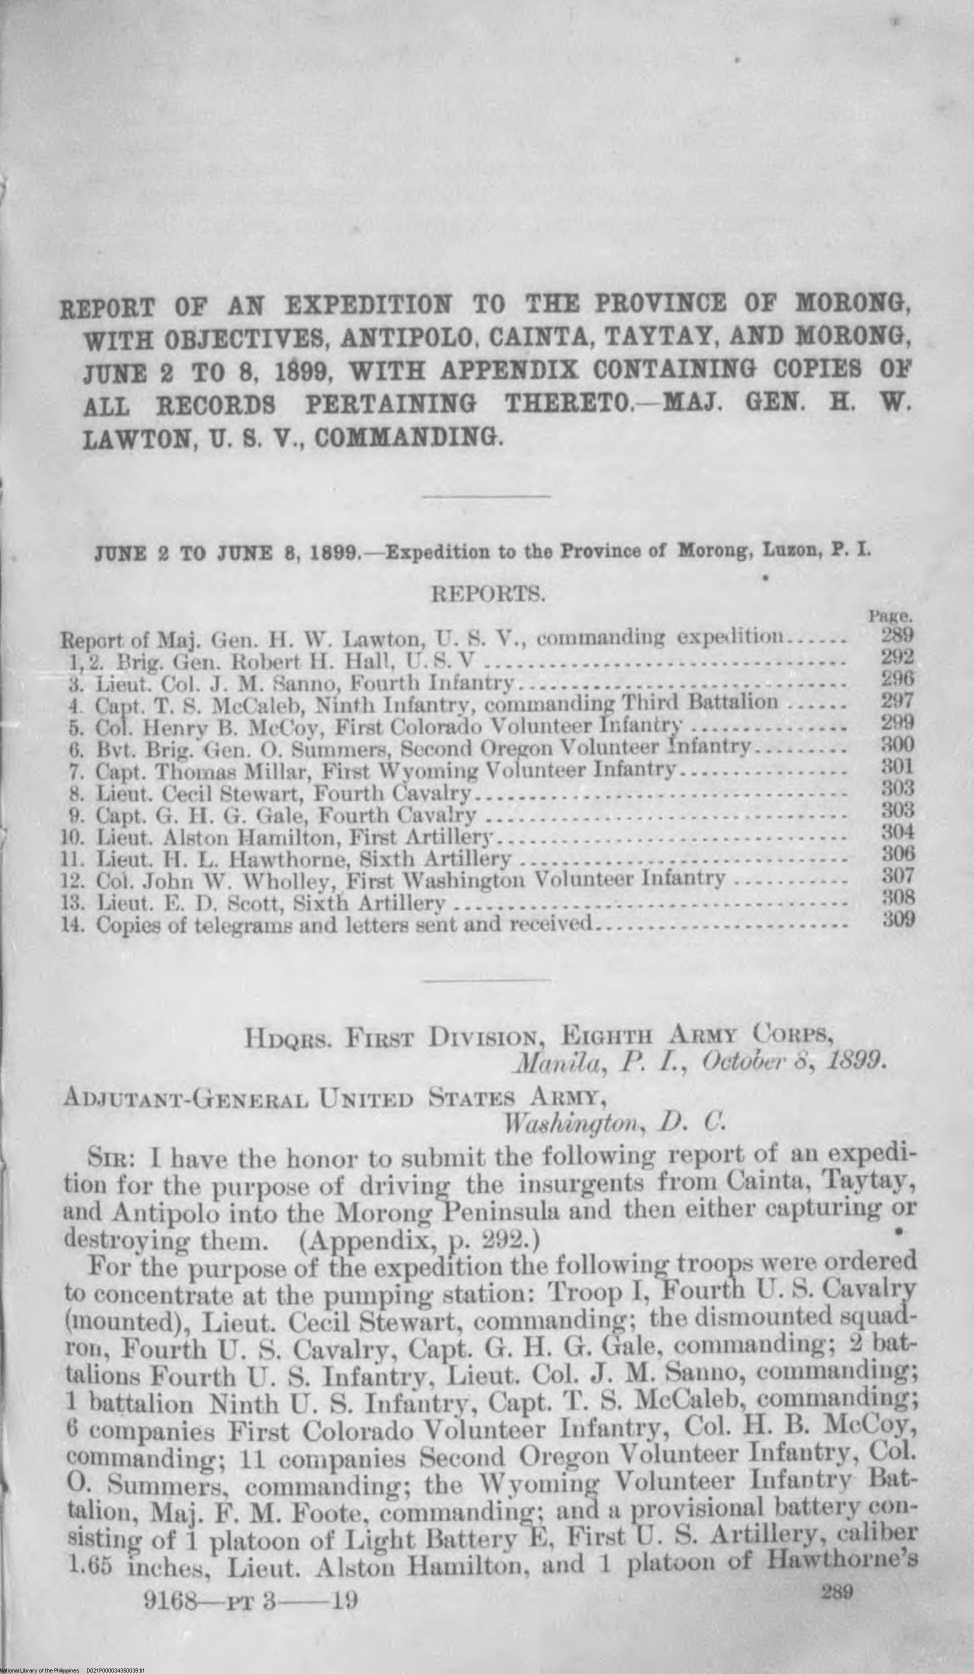 REPORT OF AN EXPEDITION TO THE PROVINCE OF MORONG,
WITH OBJECTIVES, ANTIPOLO, CAINTA, TAYTAY, AND MORONG,
JUNE 2 TO 8, 1899, WITH APPENDIX CONTAINING COPIES OF
ALL RECORDS PERTAINING THERETO.—MAJ. GEN. H. W.
LAWTON, U. S. V., COMMANDING.
JUNE 2 TO JUNE 8, 1899.—Expedition to the Province of Morong, Luzon, P. I.
REPORTS.
Page.
Report of Maj. Gen. H. W. Lawton, U. S. V., commanding expedition...... 289
1, 2. Brig. Gen. Robert H. Hall, U. S. V .................................... 292
3. Lieut. Col. J. M. Sanno, Fourth Infantry................................. 296
4. Capt. T. S. McCaleb, Ninth Infantry, commanding Third Battalion ...... 297
5. Col. Henry B. McCoy, First Colorado Volunteer Infantry ............... 299
6. Bvt. Brig. Gen. O. Summers, Second Oregon Volunteer Infantry......... 300
7. Capt. Thomas Millar, First Wyoming Volunteer Infantry................ 301
8. Lieut. Cecil Stewart, Fourth Cavalry..................................... 303
9. Capt. G. H. G. Gale, Fourth Cavalry .................................... 303
10. Lieut. Alston Hamilton, First Artillery................................... 304
11. Lieut. H. L. Hawthorne, Sixth Artillery ................................. 306
12. Col. John W. Wholley, First Washington Volunteer Infantry ........... 307
13. Lieut. E. D. Scott, Sixth Artillery ....................................... 308
14. Copies of telegrams and letters sent and received......................... 309
HDQRS. FIRST DIVISION, EIGHTH ARMY CORPS,
Manila, P. I., October 8, 1899.
ADJUTANT-GENERAL UNITED STATES ARMY,
Washington, D. C.
SIR: I have the honor to submit the following report of an expedi-
tion for the purpose of driving the insurgents from Cainta, Taytay,
and Antipolo into the Morong Peninsula and then either capturing or
destroying them. (Appendix, p. 292.)
For the purpose of the expedition the following troops were ordered
to concentrate at the pumping station: Troop I, Fourth U. S. Cavalry
(mounted), Lieut. Cecil Stewart, commanding; the dismounted squad-
ron, Fourth U. S. Cavalry, Capt. G. H. G. Gale, commanding; 2 bat-
talions Fourth U. S. Infantry, Lieut. Col. J. M. Sanno, commanding;
1 battalion Ninth U. S. Infantry, Capt. T. S. McCaleb, commanding;
6 companies First Colorado Volunteer Infantry, Col. H. B. McCoy,
commanding; 11 companies Second Oregon Volunteer Infantry, Col.
O. Summers, commanding; the Wyoming Volunteer Infantry Bat-
talion, Maj. F. M. Foote, commanding; and a provisional battery con-
sisting of 1 platoon of Light Battery E, First U. S. Artillery, caliber
1.65 inches, Lieut. Alston Hamilton, and 1 platoon of Hawthorne's
9168—PT 3——19 289
National Library of the Philippines D021P00003435003S9.tif